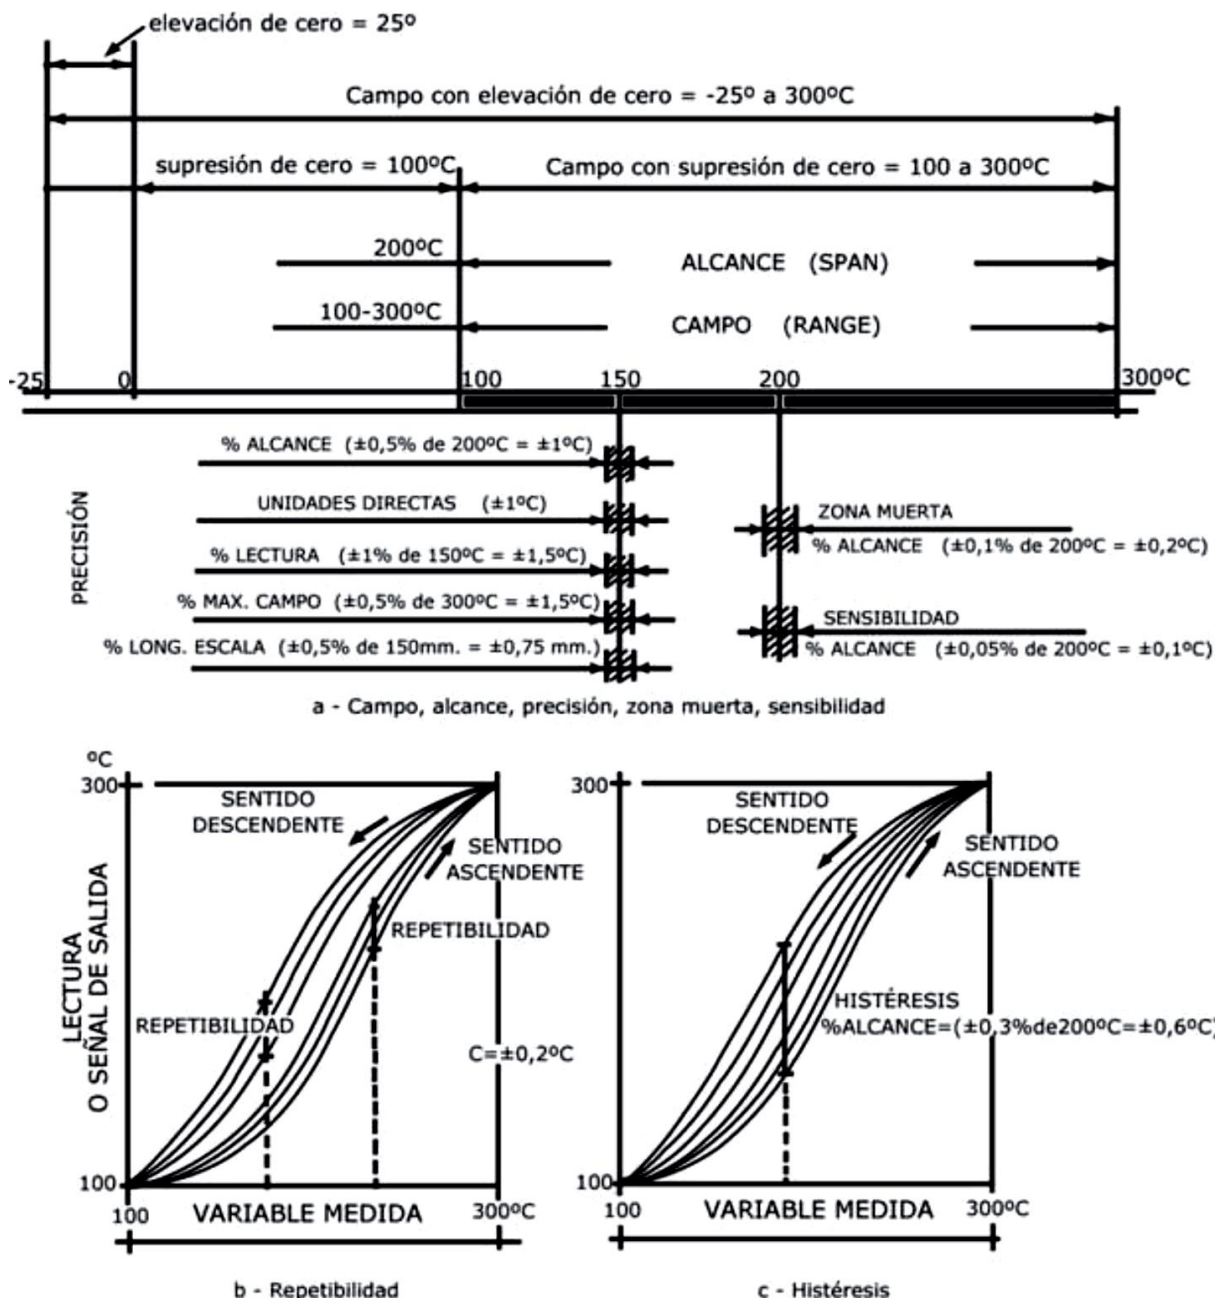 elevación de cero = 25º
Campo con elevación de cero = -25º a 300ºC
supresión de cero = 100ºC
Campo con supresión de cero = 100 a 300ºC
200ºC
ALCANCE (SPAN)
100-300ºC
CAMPO (RANGE)
-25
0
100
150
200
300ºC
PRECISIÓN
% ALCANCE (±0,5% de 200ºC = ±1ºC)
UNIDADES DIRECTAS (±1ºC)
% LECTURA (±1% de 150ºC = ±1,5ºC)
% MAX. CAMPO (±0,5% de 300ºC = ±1,5ºC)
% LONG. ESCALA (±0,5% de 150mm. = ±0,75 mm.)
ZONA MUERTA
% ALCANCE (±0,1% de 200ºC = ±0,2ºC)
SENSIBILIDAD
% ALCANCE (±0,05% de 200ºC = ±0,1ºC)
a - Campo, alcance, precisión, zona muerta, sensibilidad
ºC
300
SENTIDO
DESCENDENTE
SENTIDO
ASCENDENTE
REPETIBILIDAD
REPETIBILIDAD
C=±0,2ºC
LECTURA
O SEÑAL DE SALIDA
100
100
VARIABLE MEDIDA
300ºC
b - Repetibilidad
300
SENTIDO
DESCENDENTE
SENTIDO
ASCENDENTE
HISTÉRESIS
%ALCANCE=(±0,3%de200ºC=±0,6ºC)
100
100
VARIABLE MEDIDA
300ºC
c - Histéresis